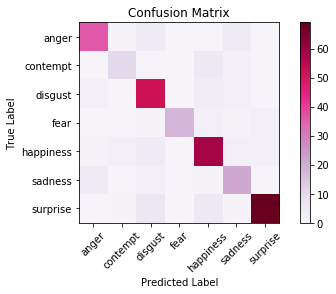 Confusion Matrix
True Label
anger
contempt
disgust
fear
happiness
sadness
surprise
anger
contempt
disgust
fear
happiness
sadness
surprise
Predicted Label
60
50
40
30
20
10
0